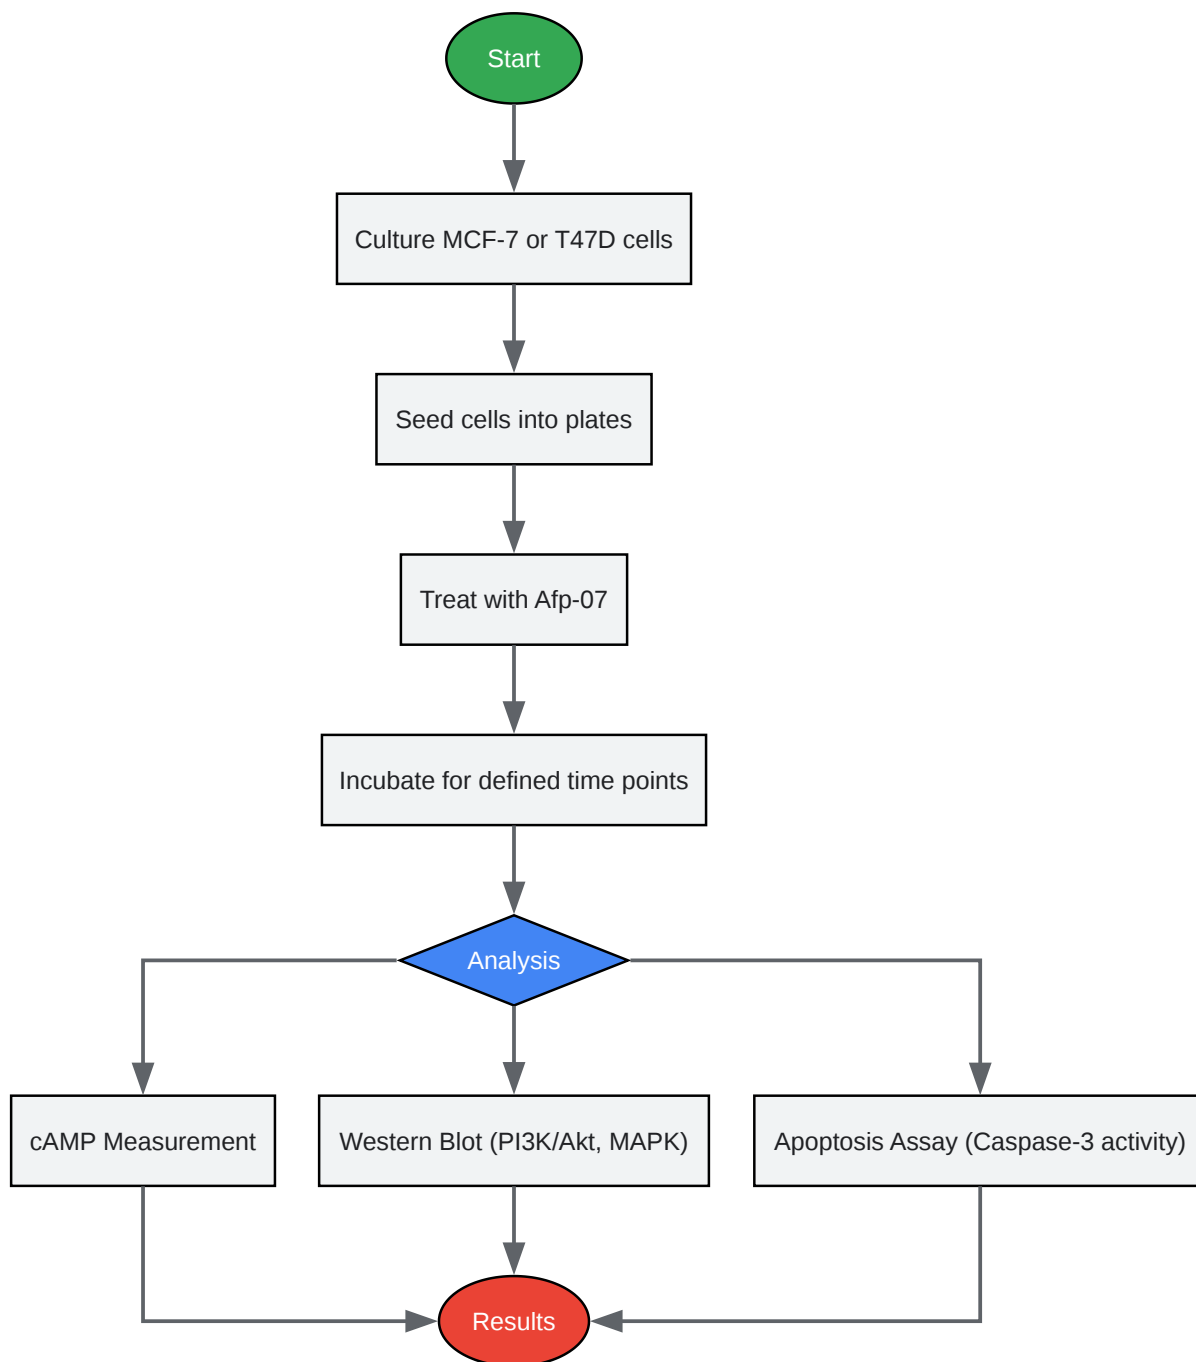 Start
Culture MCF-7 or T47D cells
Seed cells into plates
Treat with Afp-07
Incubate for defined time points
Analysis
cAMP Measurement
Western Blot (PI3K/Akt, MAPK)
Apoptosis Assay (Caspase-3 activity)
Results